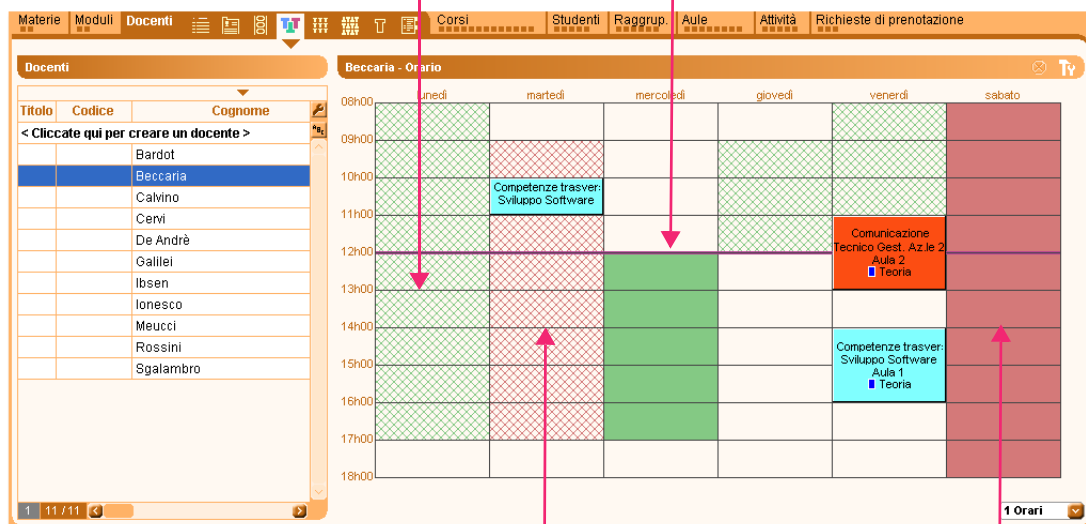 Materie Moduli Docenti Corsi Studenti Raggrup. Aule Attività Richieste di prenotazione
Docenti
Titolo Codice Cognome
< Cliccate qui per creare un docente >
Bardot
Beccaria
Calvino
Cervi
De Andrè
Galilei
Ibsen
Ionesco
Meucci
Rossini
Sgalambro
1 11 / 11
Beccaria - Orario
lunedì martedì mercoledì giovedì venerdì sabato
08h00
09h00
10h00
Competenze trasver:
Sviluppo Software
11h00
Comunicazione
Tecnico Gest. Az.le 2
Aula 2
Teoria
12h00
13h00
14h00
Competenze trasver:
Sviluppo Software
Aula 1
Teoria
15h00
16h00
17h00
18h00
1 Orari